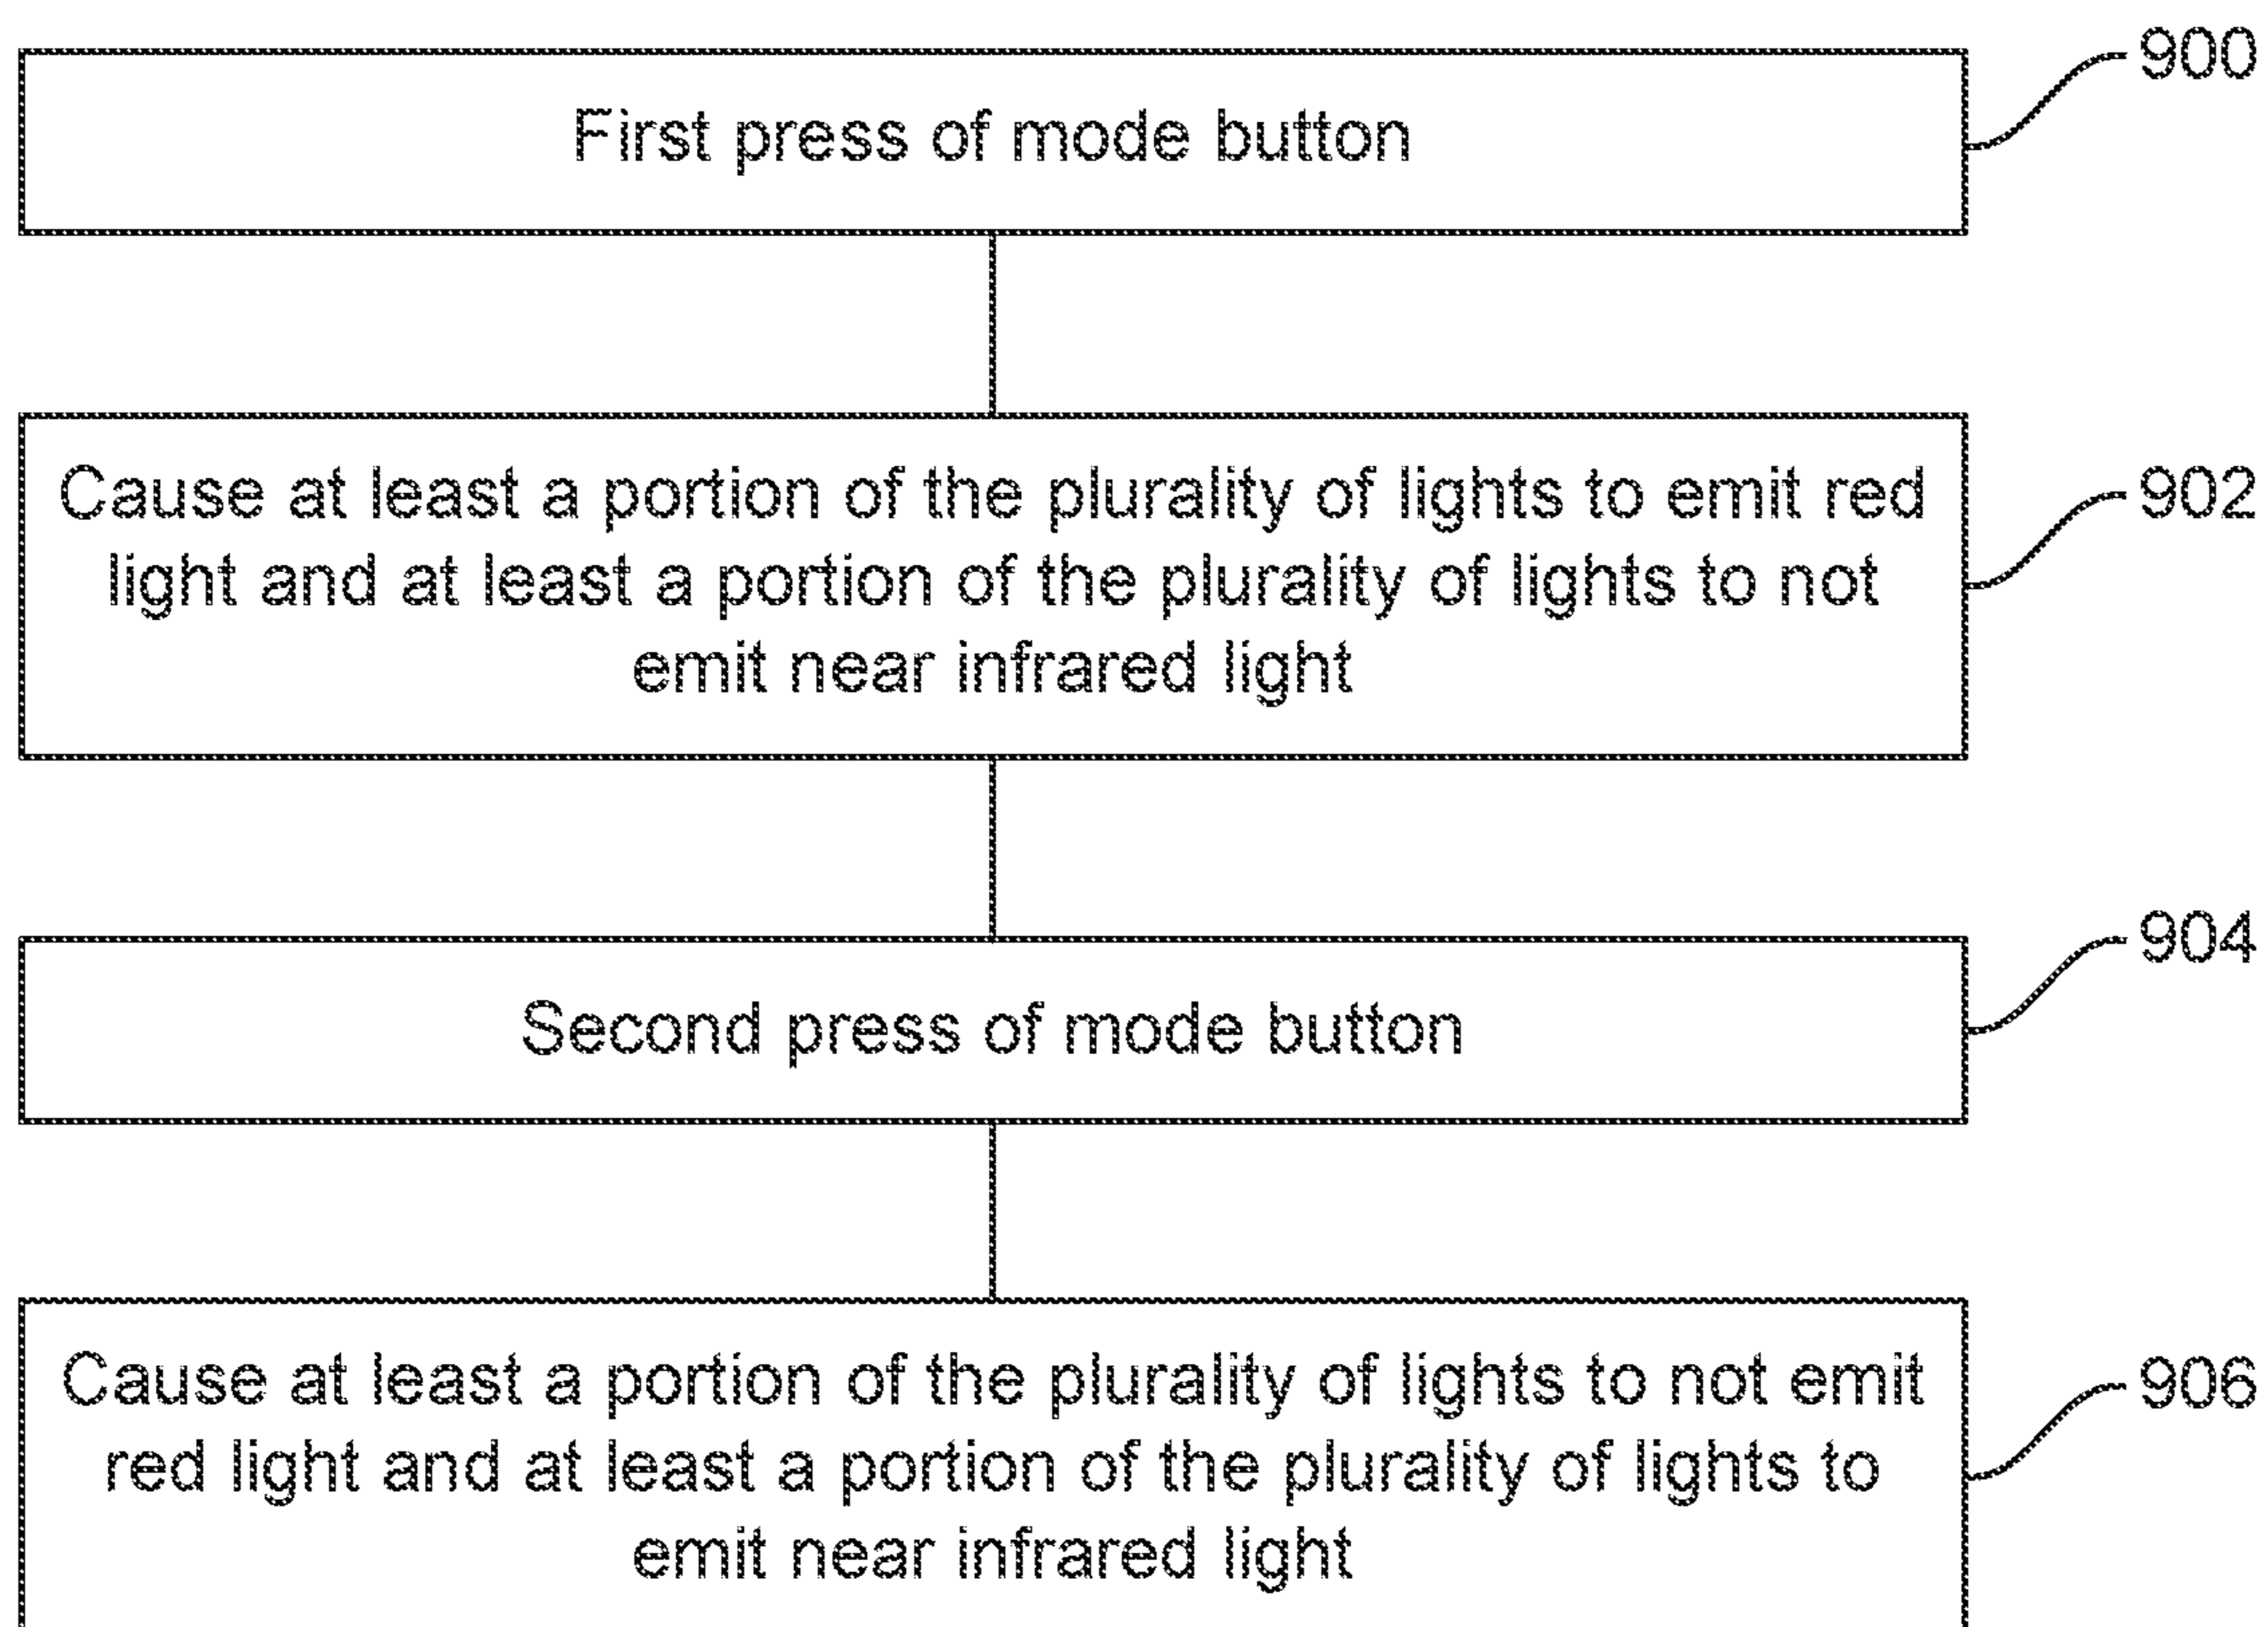 900
First press of mode button
Cause at least a portion of the plurality of lights to emit red
light and at least a portion of the plurality of lights to not
emit near infrared light
902
904
Second press of mode button
Cause at least a portion of the plurality of lights to not emit
red light and at least a portion of the plurality of lights to
emit near infrared light
906